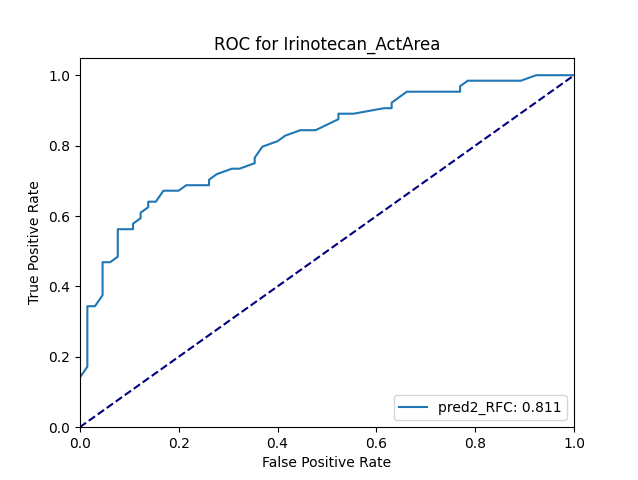 ROC for Irinotecan_ActArea
1.0
0.8
0.6
0.4
0.2
0.0
True Positive Rate
0.0 0.2 0.4 0.6 0.8 1.0
False Positive Rate
pred2_RFC: 0.811